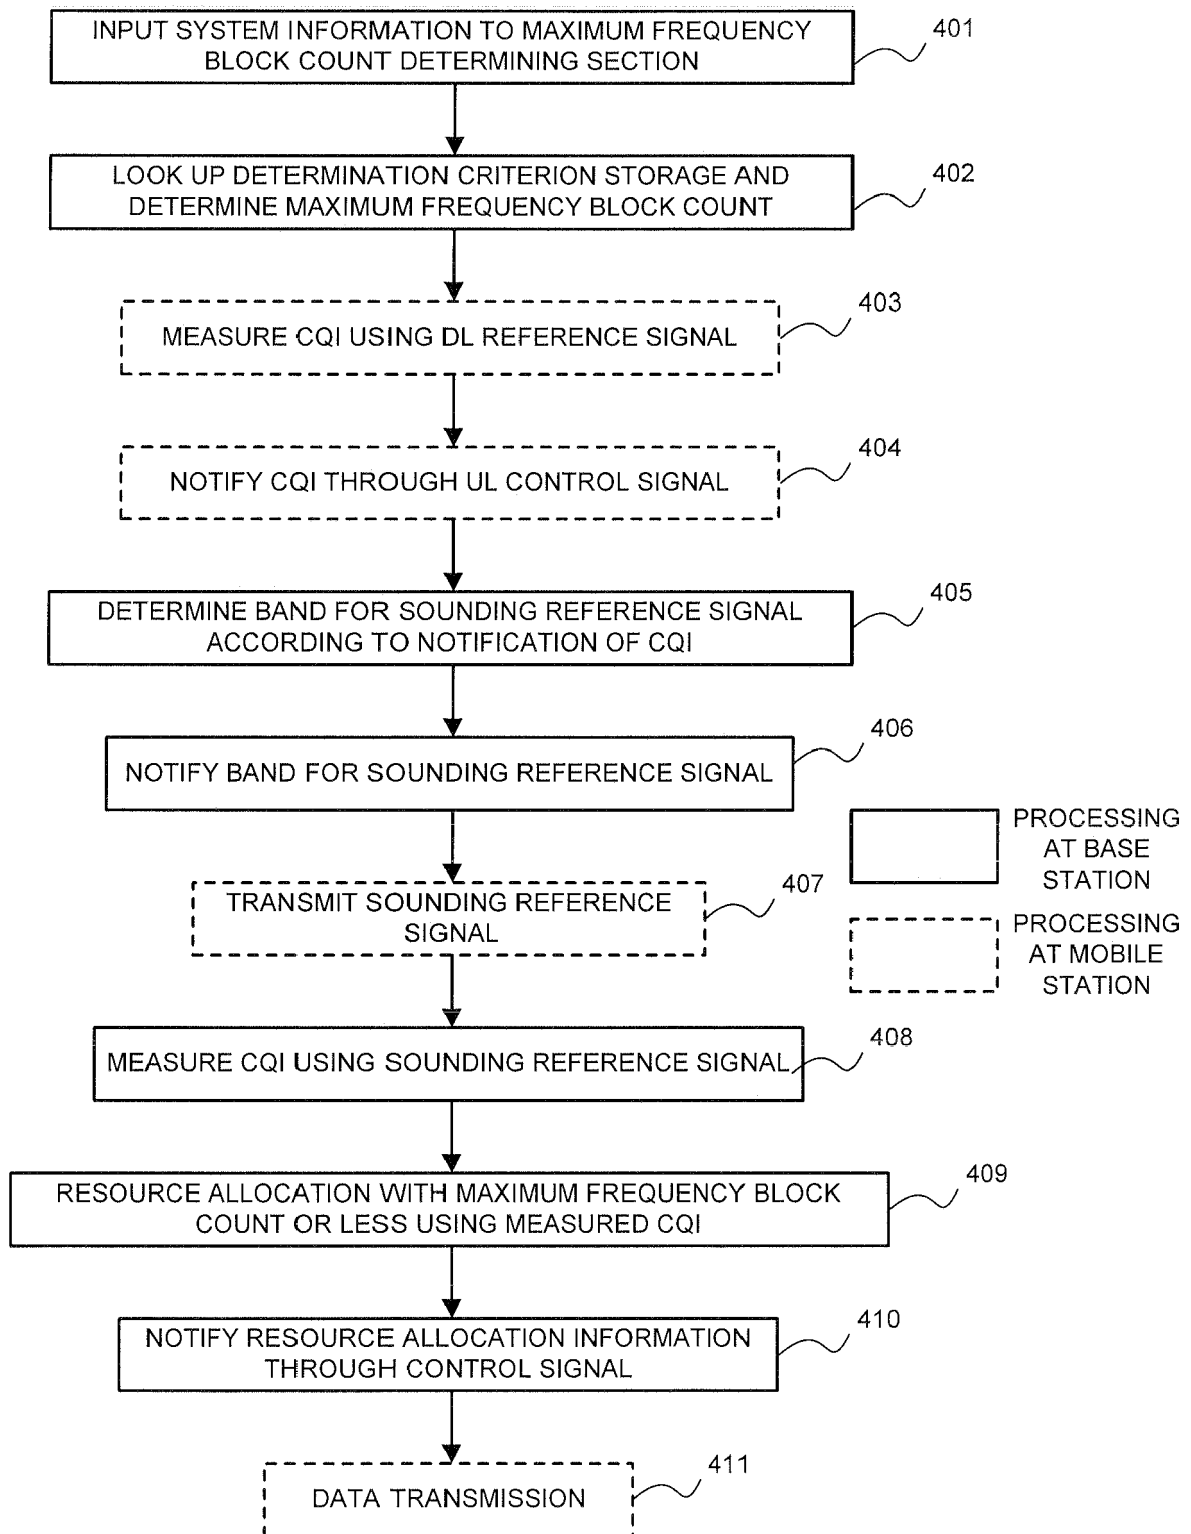 INPUT SYSTEM INFORMATION TO MAXIMUM FREQUENCY
BLOCK COUNT DETERMINING SECTION
401
LOOK UP DETERMINATION CRITERION STORAGE AND
DETERMINE MAXIMUM FREQUENCY BLOCK COUNT
402
MEASURE CQI USING DL REFERENCE SIGNAL
403
NOTIFY CQI THROUGH UL CONTROL SIGNAL
404
DETERMINE BAND FOR SOUNDING REFERENCE SIGNAL
ACCORDING TO NOTIFICATION OF CQI
405
NOTIFY BAND FOR SOUNDING REFERENCE SIGNAL
406
TRANSMIT SOUNDING REFERENCE
SIGNAL
407
PROCESSING
AT BASE
STATION
PROCESSING
AT MOBILE
STATION
MEASURE CQI USING SOUNDING REFERENCE SIGNAL
408
RESOURCE ALLOCATION WITH MAXIMUM FREQUENCY BLOCK
COUNT OR LESS USING MEASURED CQI
409
NOTIFY RESOURCE ALLOCATION INFORMATION
THROUGH CONTROL SIGNAL
410
DATA TRANSMISSION
411